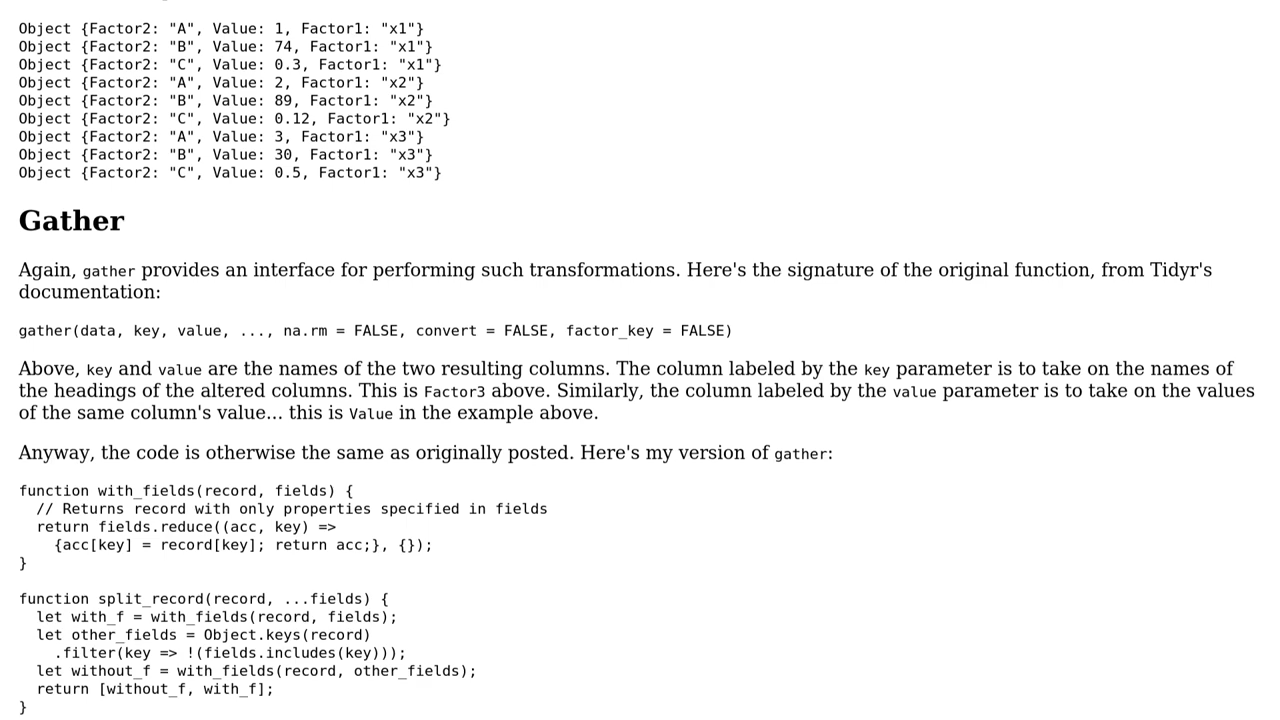 Object {Factor2: "A", Value: 1, Factor1: "x1"}
Object {Factor2: "B", Value: 74, Factor1: "x1"}
Object {Factor2: "C", Value: 0.3, Factor1: "x1"}
Object {Factor2: "A", Value: 2, Factor1: "x2"}
Object {Factor2: "B", Value: 89, Factor1: "x2"}
Object {Factor2: "C", Value: 0.12, Factor1: "x2"}
Object {Factor2: "A", Value: 3, Factor1: "x3"}
Object {Factor2: "B", Value: 30, Factor1: "x3"}
Object {Factor2: "C", Value: 0.5, Factor1: "x3"}
Gather
Again, gather provides an interface for performing such transformations. Here's the signature of the original function, from Tidyr's
documentation:
gather(data, key, value, ..., na.rm = FALSE, convert = FALSE, factor_key = FALSE)
Above, key and value are the names of the two resulting columns. The column labeled by the key parameter is to take on the names of
the headings of the altered columns. This is Factor3 above. Similarly, the column labeled by the value parameter is to take on the values
of the same column's value... this is Value in the example above.
Anyway, the code is otherwise the same as originally posted. Here's my version of gather:
function with_fields(record, fields) {
  // Returns record with only properties specified in fields
  return fields.reduce((acc, key) =>
    {acc[key] = record[key]; return acc;}, {});
}
function split_record(record, ...fields) {
  let with_f = with_fields(record, fields);
  let other_fields = Object.keys(record)
    .filter(key => !(fields.includes(key)));
  let without_f = with_fields(record, other_fields);
  return [without_f, with_f];
}